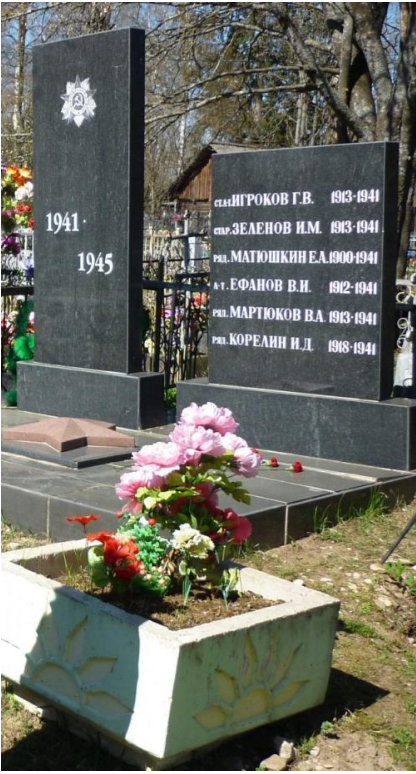 1941
1945
СТ.Л-Т ИГРОКОВ Г.В. 1913-1941
СТАР. ЗЕЛЕНОВ И.М. 1913-1941
РЯД. МАТЮШКИН Е.А. 1900-1941
Л-Т. ЕФАНОВ В.И. 1912-1941
РЯД. МАРТЮКОВ В.А. 1913-1941
РЯД. КОРЕЛИН И.Д. 1918-1941